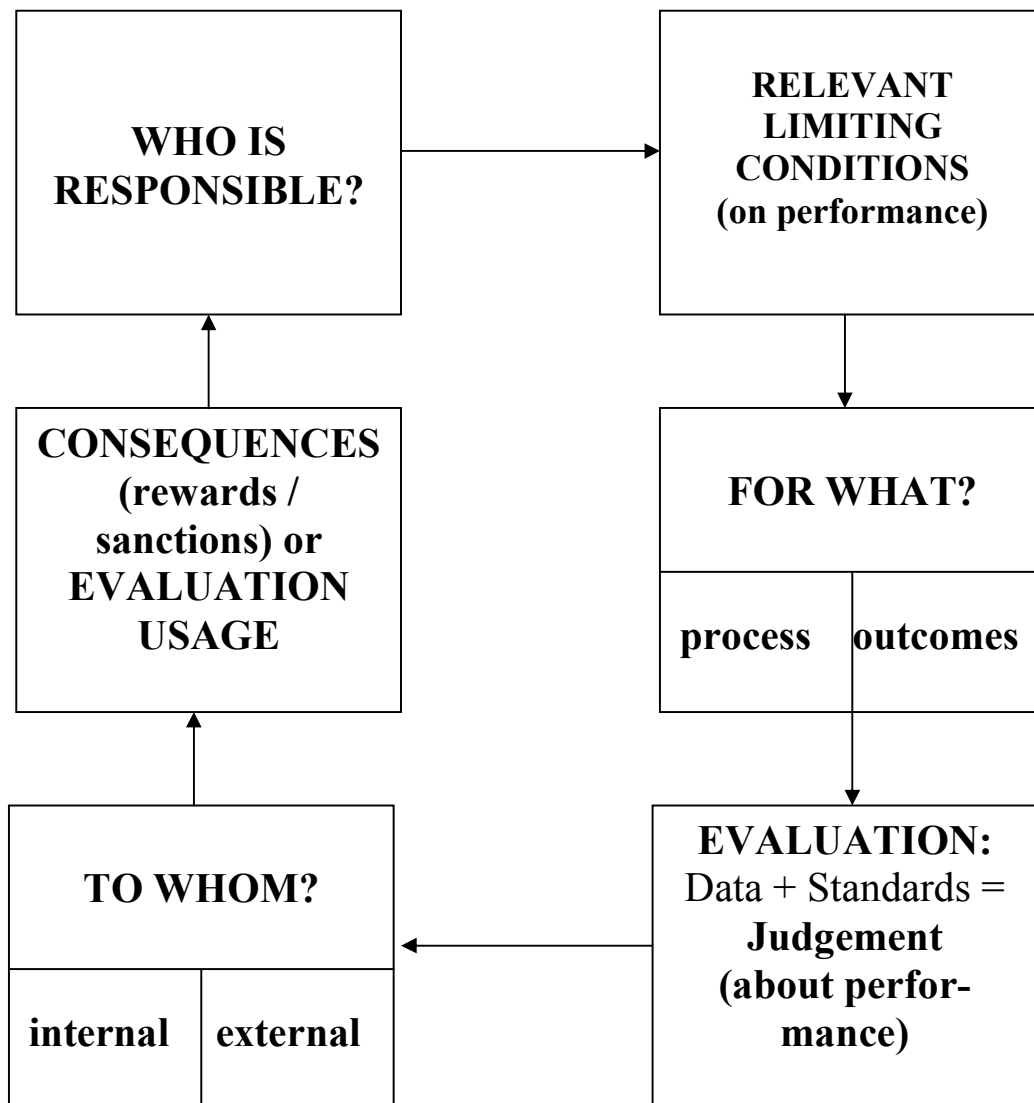 WHO IS
RESPONSIBLE?
RELEVANT
LIMITING
CONDITIONS
(on performance)
CONSEQUENCES
(rewards /
sanctions) or
EVALUATION
USAGE
FOR WHAT?
process
outcomes
TO WHOM?
internal
external
EVALUATION:
Data + Standards =
Judgement
(about perfor-
mance)